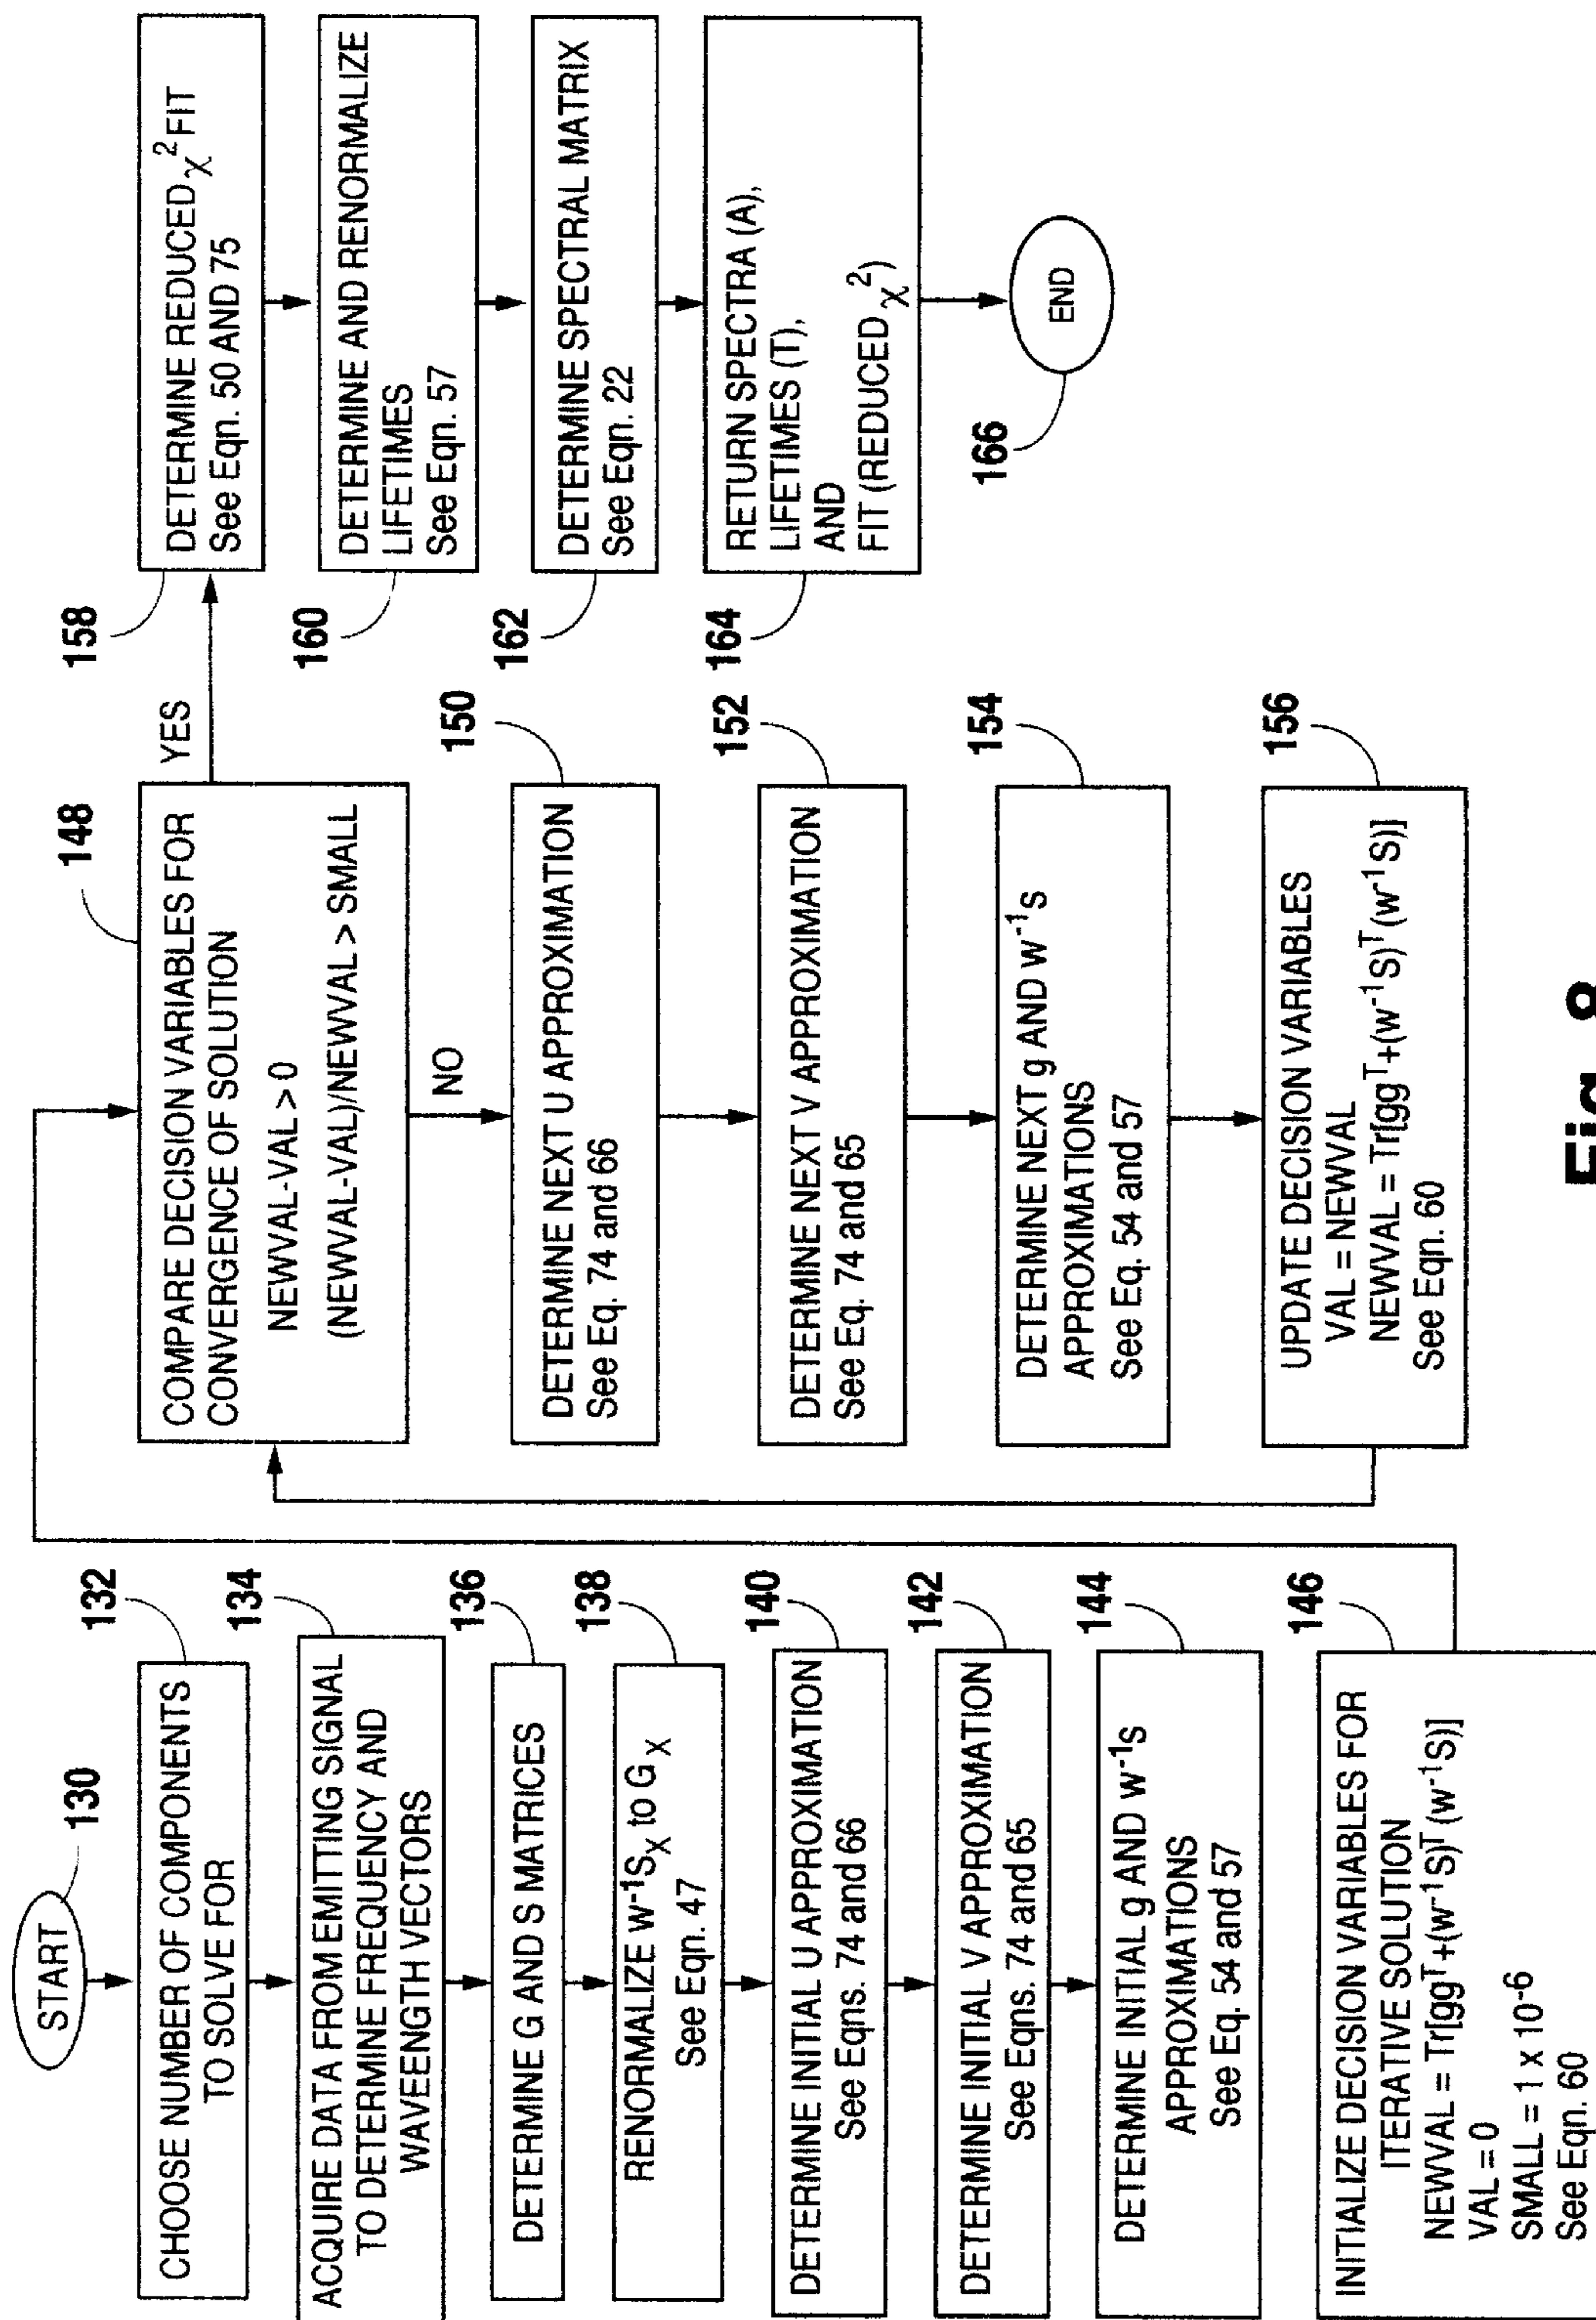 START
130
CHOOSE NUMBER OF COMPONENTS
TO SOLVE FOR
132
ACQUIRE DATA FROM EMITTING SIGNAL
TO DETERMINE FREQUENCY AND
WAVEENGTH VECTORS
134
DETERMINE G AND S MATRICES
136
RENORMALIZE w⁻¹Sₓ to Gₓ
See Eqn. 47
138
DETERMINE INITIAL U APPROXIMATION
See Eqns. 74 and 66
140
DETERMINE INITIAL V APPROXIMATION
See Eqns. 74 and 65
142
DETERMINE INITIAL g AND w⁻¹s
APPROXIMATIONS
See Eq. 54 and 57
144
INITIALIZE DECISION VARIABLES FOR
ITERATIVE SOLUTION
NEWVAL = Tr[ggᵀ+(w⁻¹S)ᵀ(w⁻¹S)]
VAL = 0
SMALL = 1 x 10⁻⁶
See Eqn. 60
146
COMPARE DECISION VARIABLES FOR
CONVERGENCE OF SOLUTION
NEWVAL-VAL > 0
(NEWVAL-VAL)/NEWVAL > SMALL
148
YES
NO
DETERMINE NEXT U APPROXIMATION
See Eq. 74 and 66
150
DETERMINE NEXT V APPROXIMATION
See Eq. 74 and 65
152
DETERMINE NEXT g AND w⁻¹s
APPROXIMATIONS
See Eq. 54 and 57
154
UPDATE DECISION VARIABLES
VAL = NEWVAL
NEWVAL = Tr[ggᵀ+(w⁻¹S)ᵀ(w⁻¹S)]
See Eqn. 60
156
DETERMINE REDUCED χ² FIT
See Eqn. 50 AND 75
158
DETERMINE AND RENORMALIZE
LIFETIMES
See Eqn. 57
160
DETERMINE SPECTRAL MATRIX
See Eqn. 22
162
RETURN SPECTRA (A),
LIFETIMES (T),
AND
FIT (REDUCED χ²)
164
END
166
Fig. 8